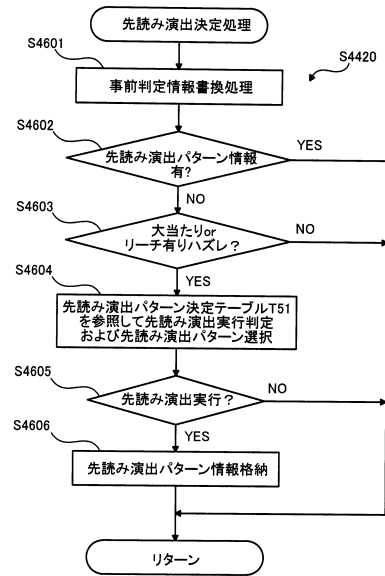 先読み演出決定処理
S4601
S4420
事前判定情報書換処理
S4602
先読み演出パターン情報
有?
YES
NO
S4603
大当たりor
リーチ有りハズレ?
NO
YES
S4604
先読み演出パターン決定テーブルT51
を参照して先読み演出実行判定
および先読み演出パターン選択
S4605
先読み演出実行?
NO
YES
S4606
先読み演出パターン情報格納
リターン